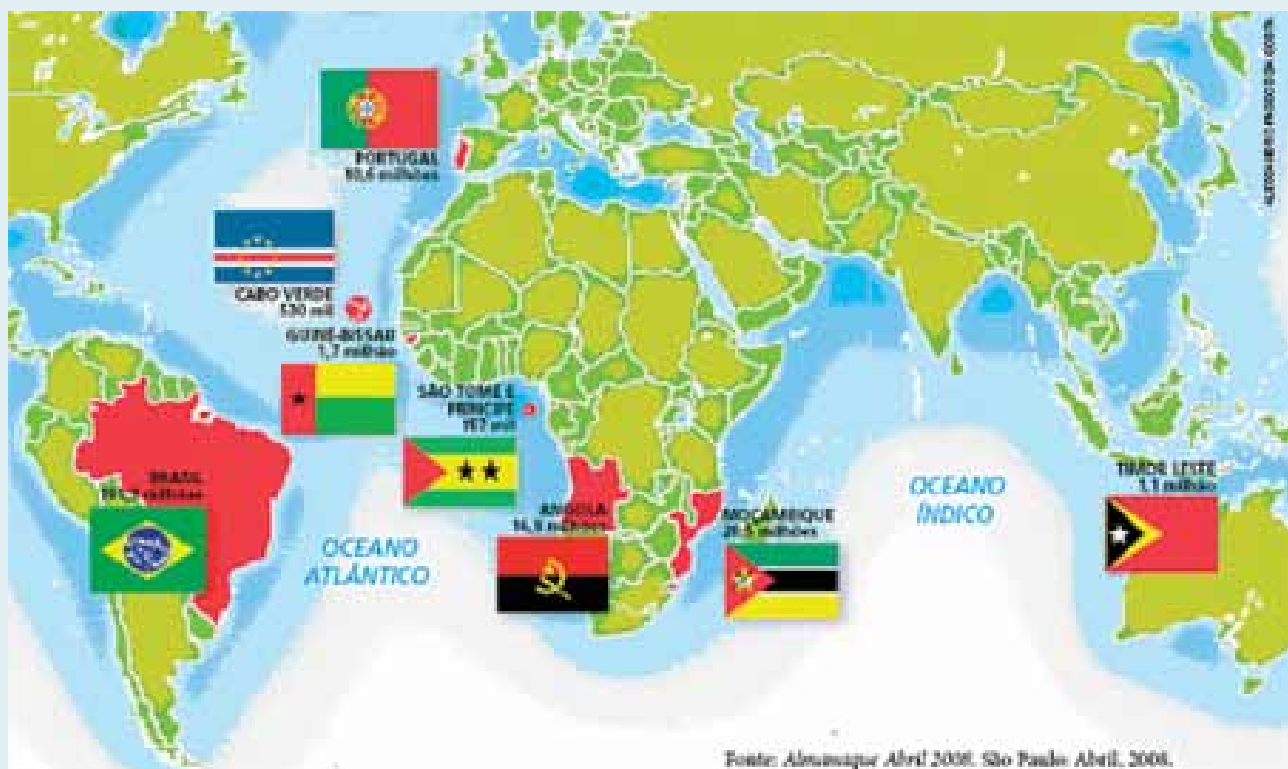 PORTUGAL
10,6 milhões
CABO VERDE
530 mil
GUINÉ-BISSAU
1,7 milhão
SÃO TOMÉ E
PRÍNCIPE
157 mil
BRASIL
milhões
ANGOLA
16,9 milhões
MOÇAMBIQUE
milhões
TIMOR LESTE
1,1 milhão
OCEANO
ATLÂNTICO
OCEANO
ÍNDICO
Fonte: Almanaque Abril 2008. São Paulo: Abril, 2008.